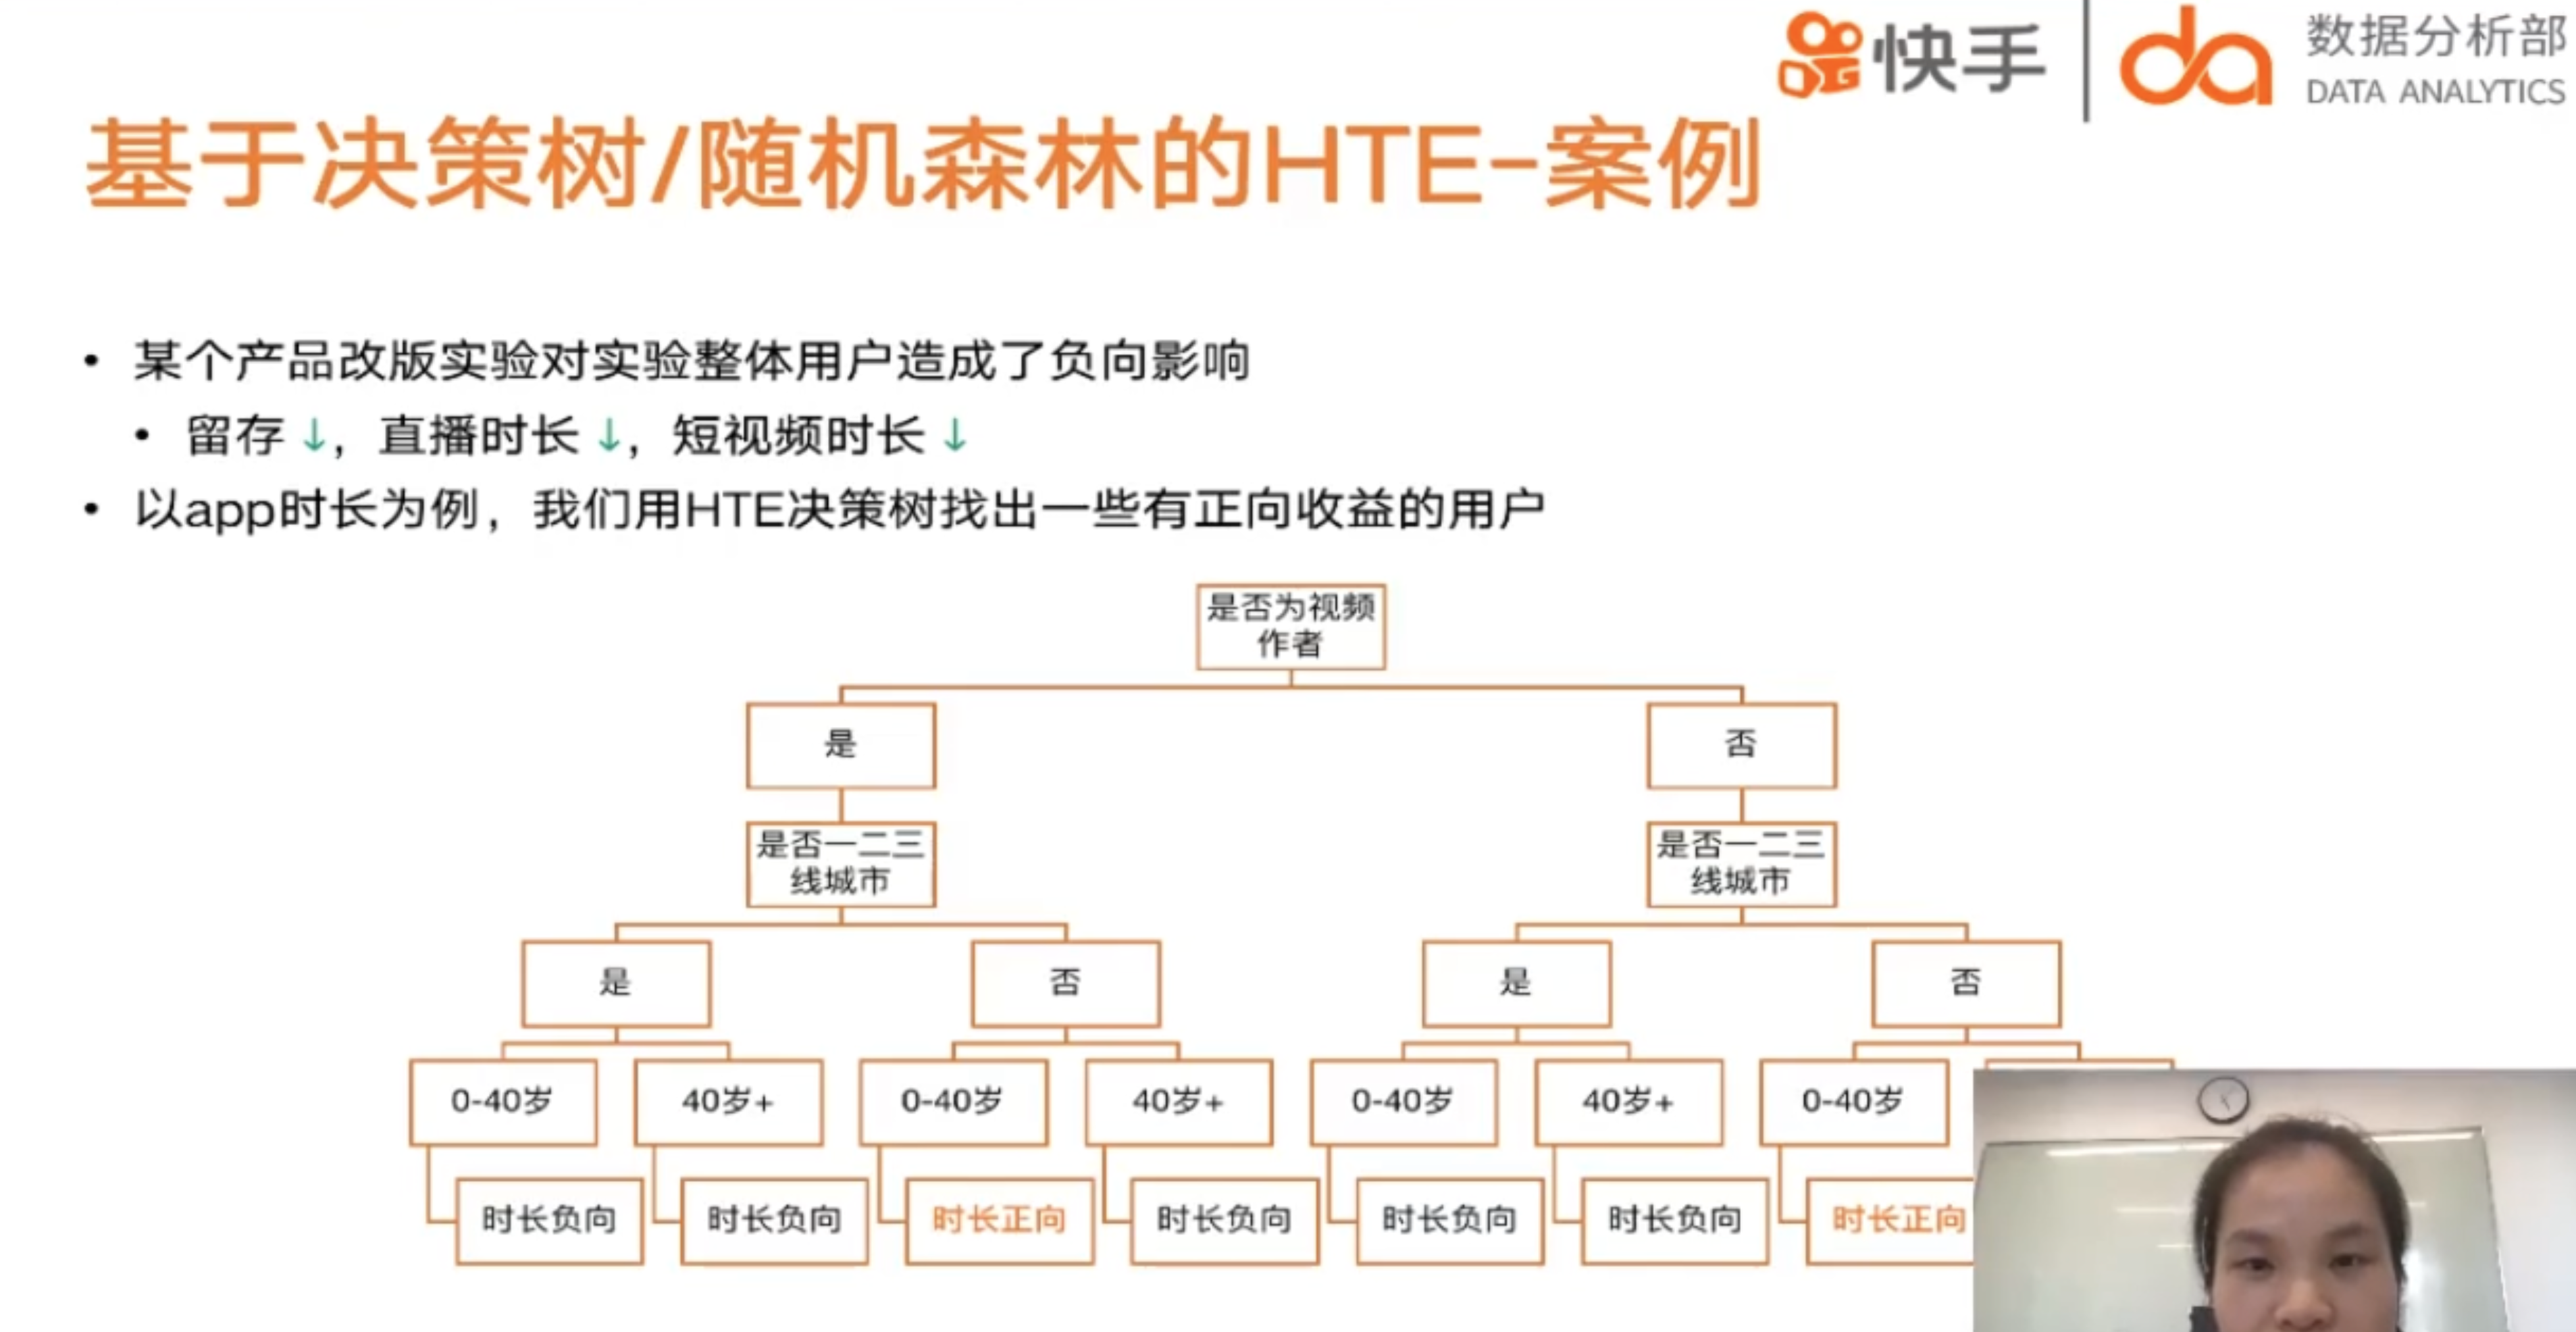 快手
数据分析部
DATA ANALYTICS
基于决策树/随机森林的HTE-案例
• 某个产品改版实验对实验整体用户造成了负向影响
• 留存↓，直播时长↓，短视频时长↓
• 以app时长为例，我们用HTE决策树找出一些有正向收益的用户
是否为视频
作者
是
否
是否一二三
线城市
是否一二三
线城市
是
否
是
否
0-40岁
40岁+
0-40岁
40岁+
0-40岁
40岁+
0-40岁
时长负向
时长负向
时长正向
时长负向
时长负向
时长负向
时长正向